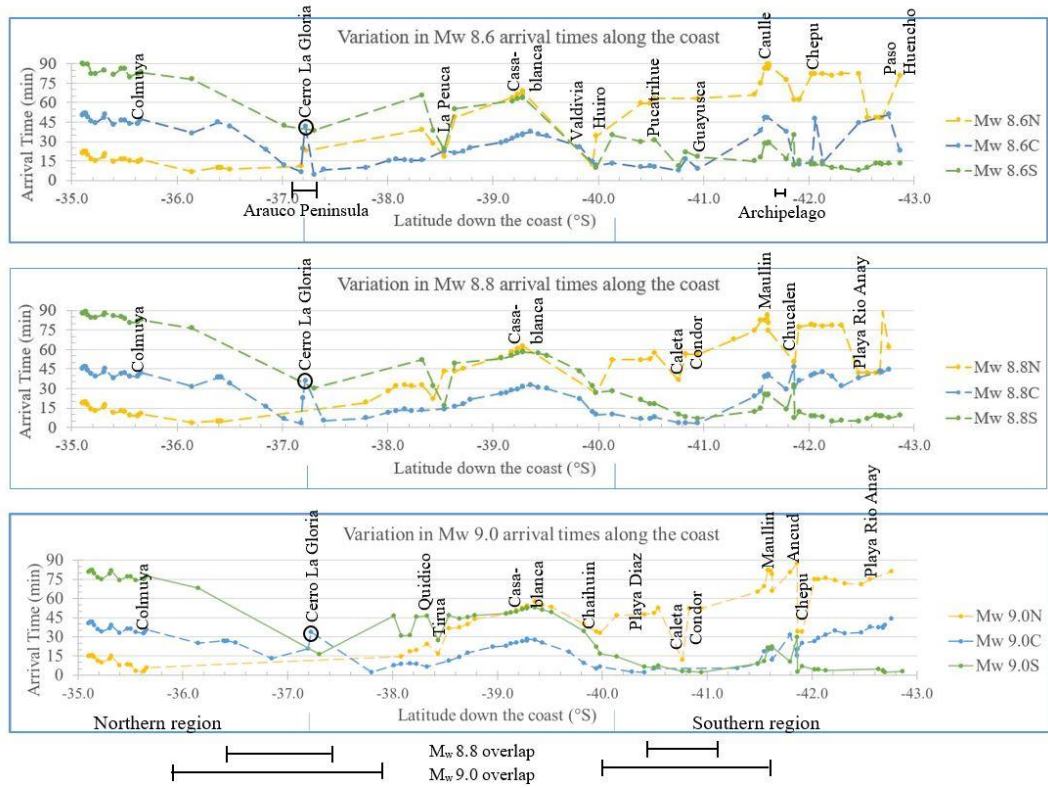 Variation in Mw 8.6 arrival times along the coast
Arrival Time (min)
90
75
60
45
30
15
0
Colmuya
Cerro La Gloria
La Peuca
Casa-
blanca
Valdivia
Huiro
Pucatrihue
Guayusca
Caulle
Chepu
Paso
Huencho
Mw 8.6N
Mw 8.6C
Mw 8.6S
-35.0
-36.0
-37.0
-38.0
-39.0
-40.0
-41.0
-42.0
-43.0
Arauco Peninsula
Latitude down the coast (°S)
Archipelago
Variation in Mw 8.8 arrival times along the coast
Arrival Time (min)
90
75
60
45
30
15
0
Colmuya
Cerro La Gloria
Casa-
blanca
Caleta
Condor
Maullin
Chucalen
Playa Rio Anay
Mw 8.8N
Mw 8.8C
Mw 8.8S
-35.0
-36.0
-37.0
-38.0
-39.0
-40.0
-41.0
-42.0
-43.0
Latitude down the coast (°S)
Variation in Mw 9.0 arrival times along the coast
Arrival Time (min)
90
75
60
45
30
15
0
Colmuya
Cerro La Gloria
Quidico
Tirua
Casa-
blanca
Chaihuin
Playa Diaz
Caleta
Condor
Maullin
Ancud
Chepu
Playa Rio Anay
Mw 9.0N
Mw 9.0C
Mw 9.0S
-35.0
-36.0
-37.0
-38.0
-39.0
-40.0
-41.0
-42.0
-43.0
Northern region
Latitude down the coast (°S)
Southern region
Mw 8.8 overlap
Mw 9.0 overlap